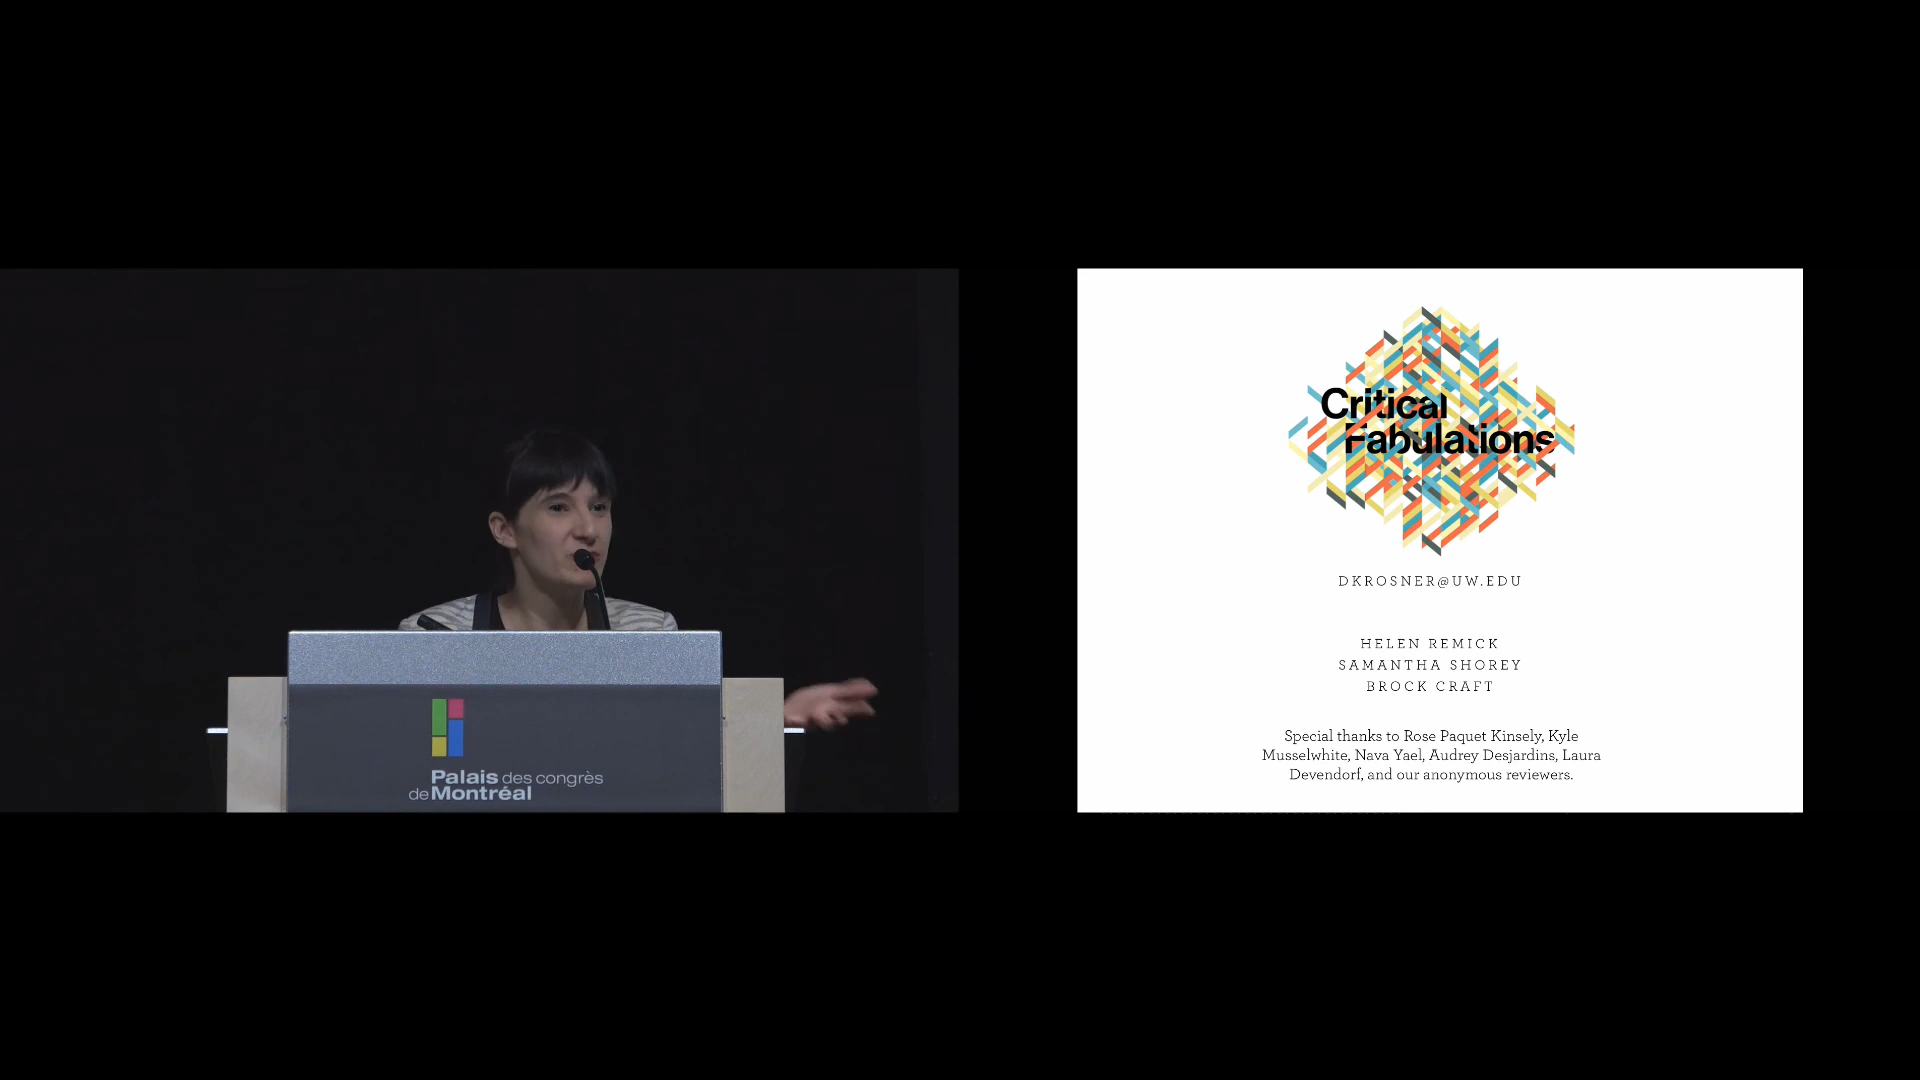 Palais des congrès
de Montréal
Critical
Fabulations
DKROSNER@UW.EDU
HELEN REMICK
SAMANTHA SHOREY
BROCK CRAFT
Special thanks to Rose Paquet Kinsely, Kyle
Musselwhite, Nava Yael, Audrey Desjardins, Laura
Devendorf, and our anonymous reviewers.